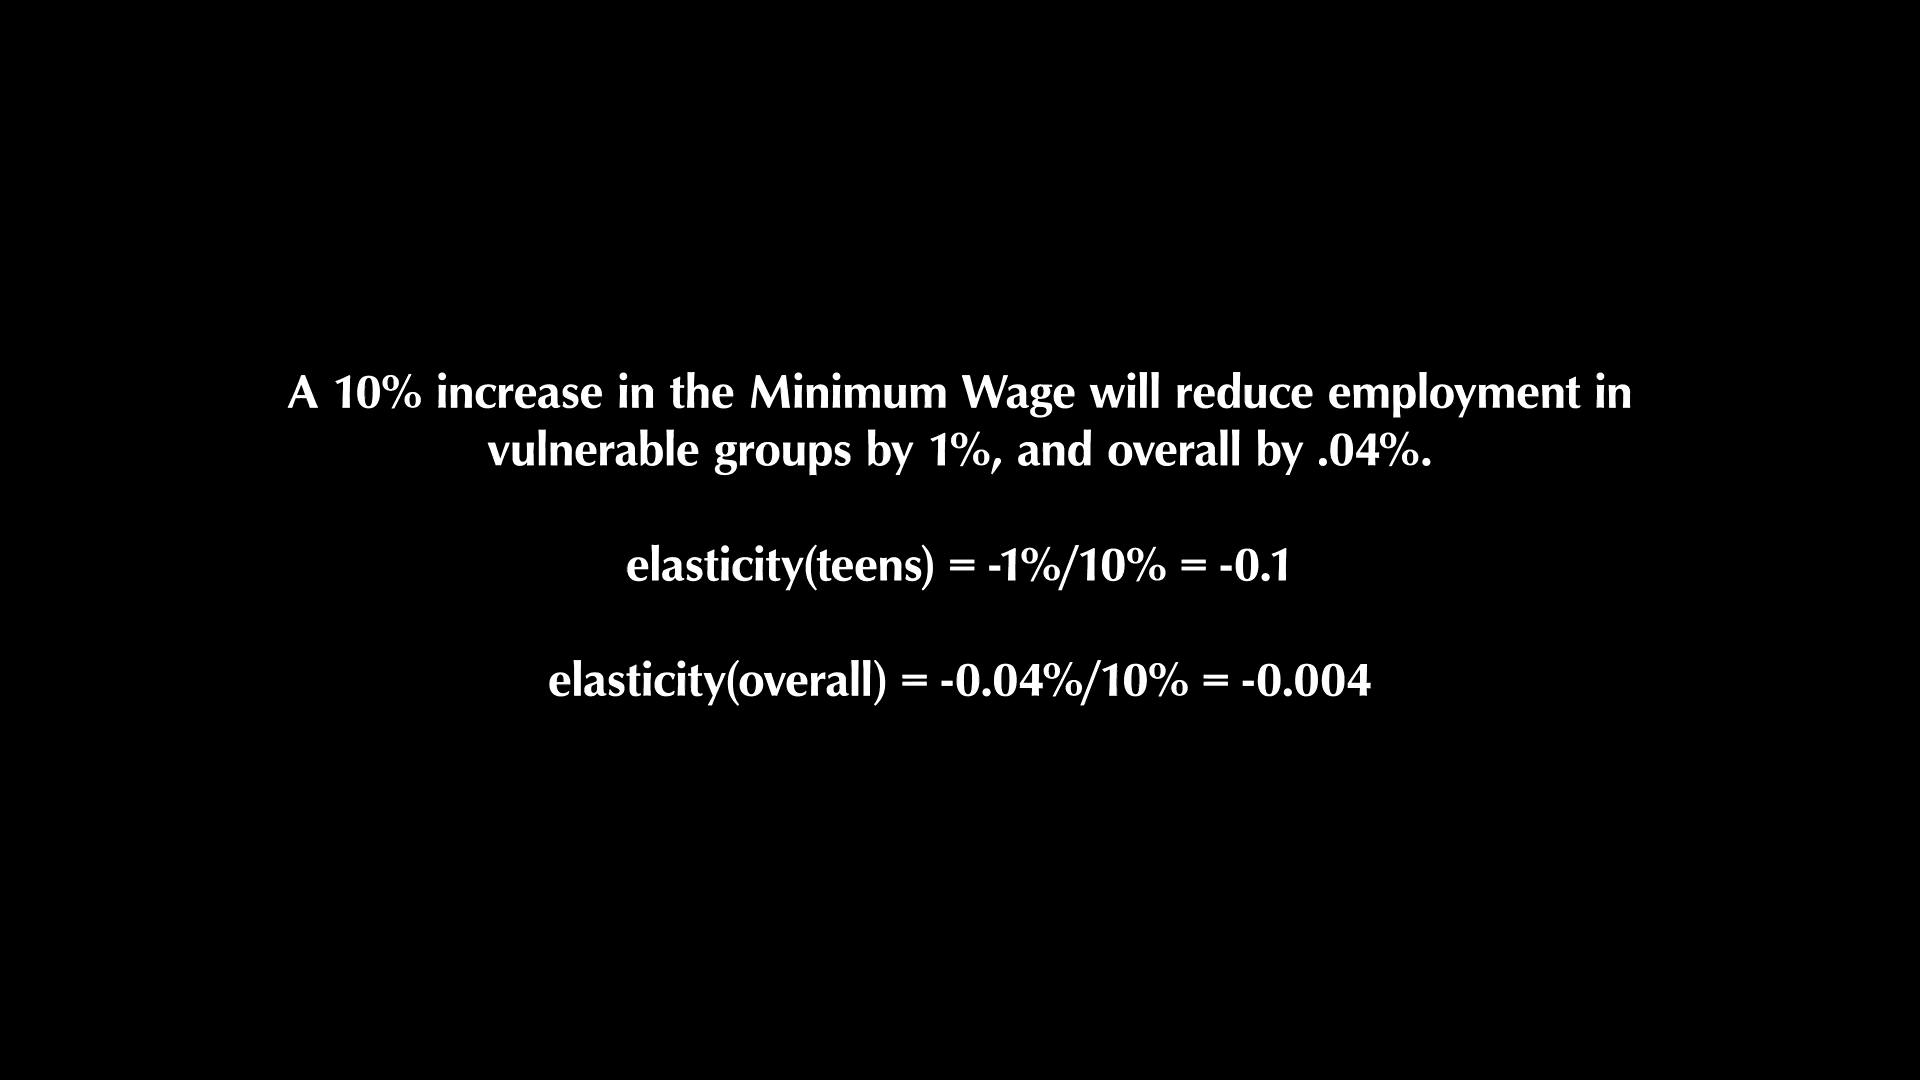 A 10% increase in the Minimum Wage will reduce employment in
vulnerable groups by 1%, and overall by .04%.
elasticity(teens) = -1%/10% = -0.1
elasticity(overall) = -0.04%/10% = -0.004